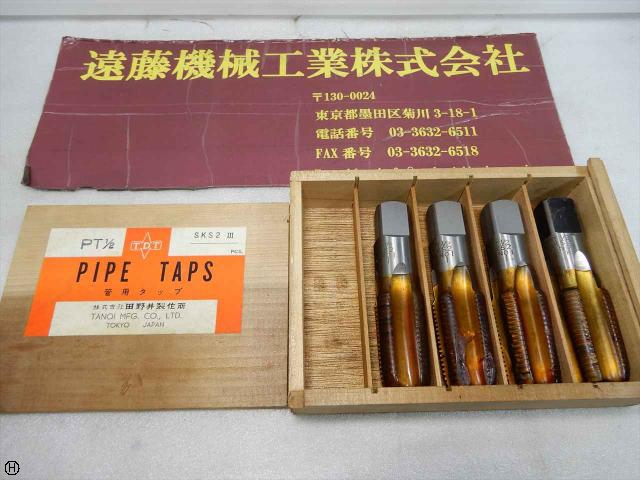 遠藤機械工業株式会社
〒130-0024
東京都墨田区菊川 3-18-1
電話番号 03-3632-6511
FAX 番号 03-3632-6518
PT 1/2
TDT
SKS2 III
PCS.
PIPE TAPS
管用タップ
株式会社 田野井製作所
TANOI MFG. CO., LTD.
TOKYO JAPAN
H